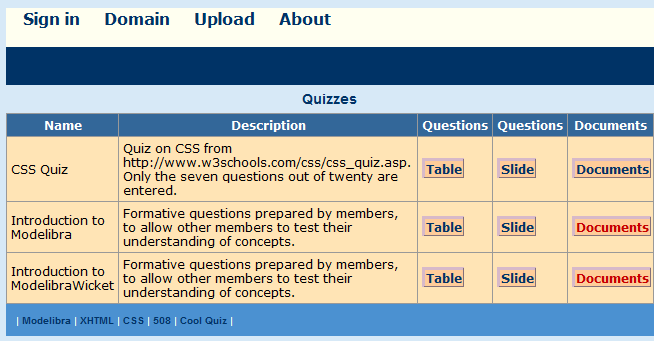 Sign in Domain Upload About
Quizzes
Name Description Questions Questions Documents
CSS Quiz
Quiz on CSS from
http://www.w3schools.com/css/css_quiz.asp.
Only the seven questions out of twenty are
entered.
Table Slide Documents
Introduction to
Modelibra
Formative questions prepared by members,
to allow other members to test their
understanding of concepts.
Table Slide Documents
Introduction to
ModelibraWicket
Formative questions prepared by members,
to allow other members to test their
understanding of concepts.
Table Slide Documents
| Modelibra | XHTML | CSS | 508 | Cool Quiz |